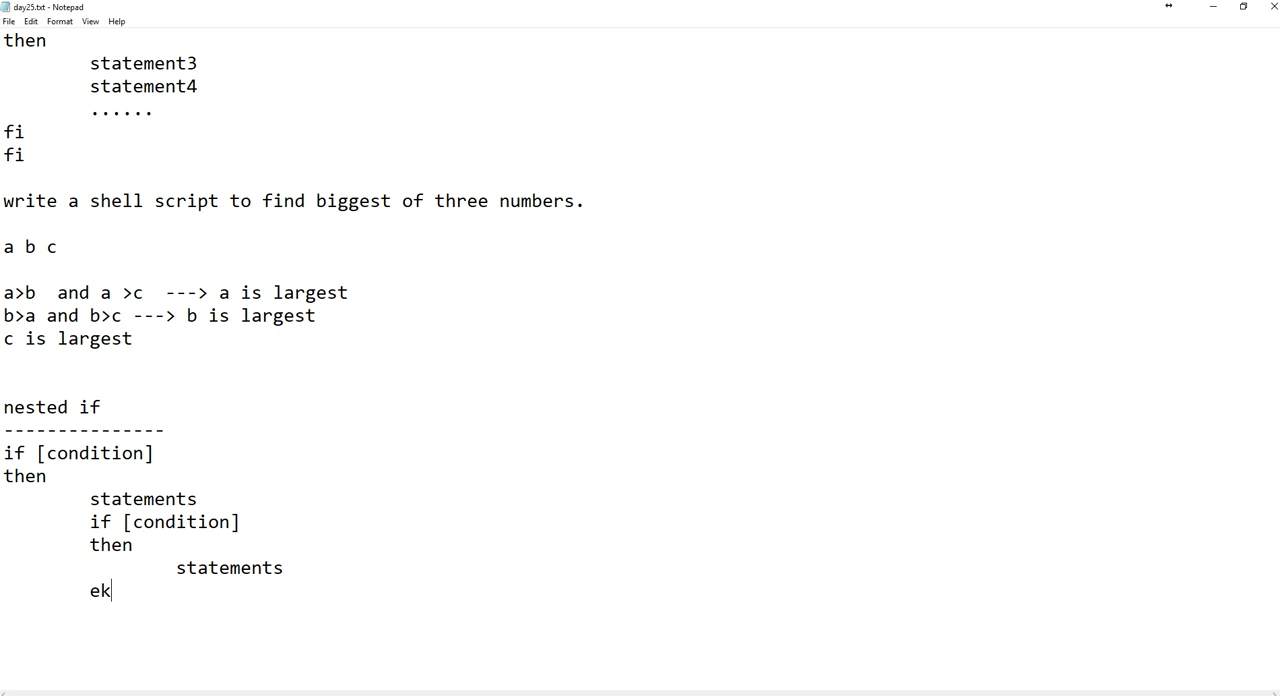 day25.txt - Notepad
File Edit Format View Help
then
statement3
statement4
......
fi
fi
write a shell script to find biggest of three numbers.
a b c
a>b  and a >c  ---> a is largest
b>a and b>c ---> b is largest
c is largest
nested if
---------------
if [condition]
then
statements
if [condition]
then
statements
ek